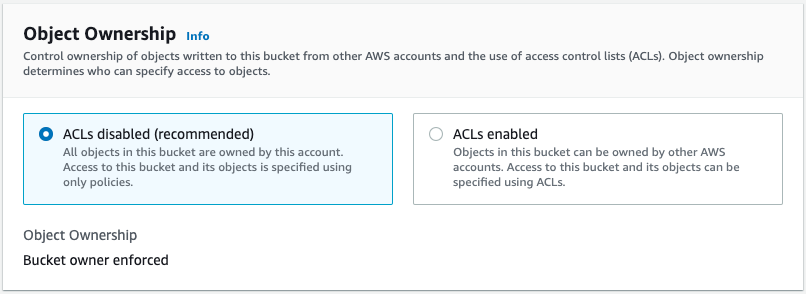 Object Ownership Info
Control ownership of objects written to this bucket from other AWS accounts and the use of access control lists (ACLs). Object ownership
determines who can specify access to objects.
ACLs disabled (recommended)
All objects in this bucket are owned by this account.
Access to this bucket and its objects is specified using
only policies.
ACLs enabled
Objects in this bucket can be owned by other AWS
accounts. Access to this bucket and its objects can be
specified using ACLs.
Object Ownership
Bucket owner enforced